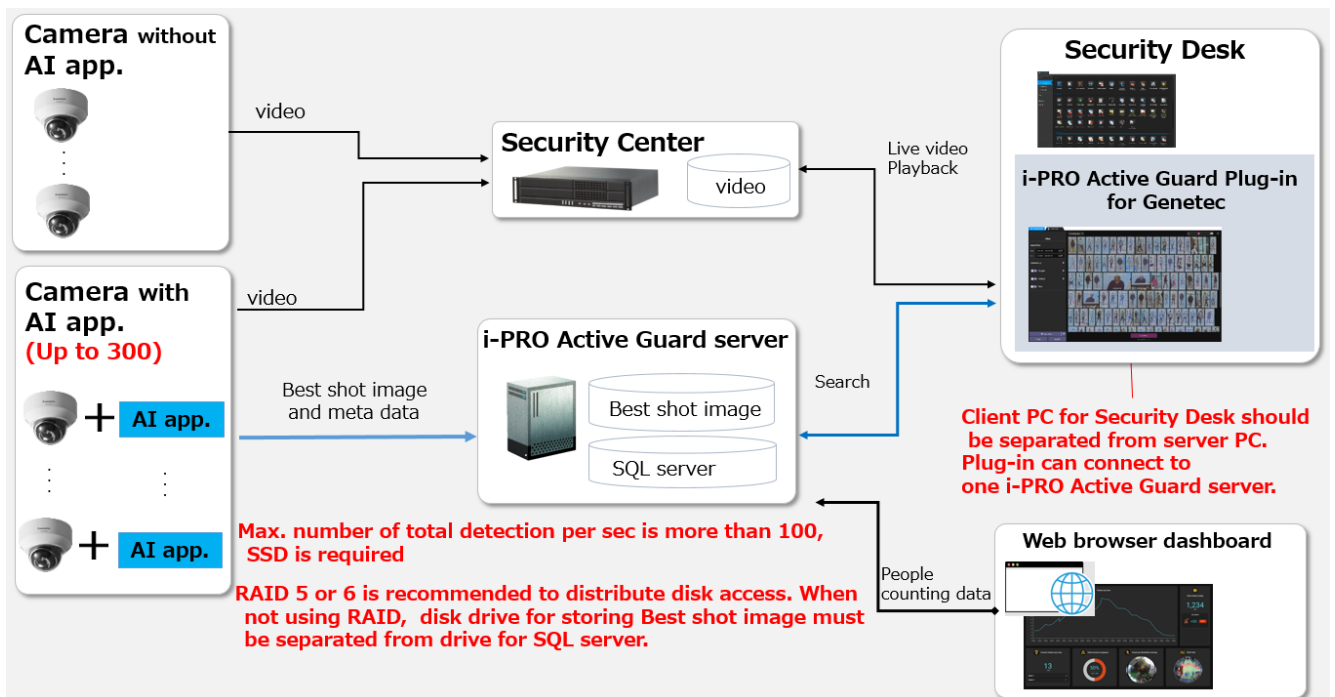 Camera without
AI app.
video
Security Center
video
Live video
Playback
Security Desk
i-PRO Active Guard Plug-in
for Genetec
Camera with
AI app.
(Up to 300)
video
AI app.
AI app.
Best shot image
and meta data
i-PRO Active Guard server
Best shot image
SQL server
Search
Client PC for Security Desk should
be separated from server PC.
Plug-in can connect to
one i-PRO Active Guard server.
Max. number of total detection per sec is more than 100,
SSD is required
RAID 5 or 6 is recommended to distribute disk access. When
not using RAID, disk drive for storing Best shot image must
be separated from drive for SQL server.
People
counting data
Web browser dashboard
1,234
13